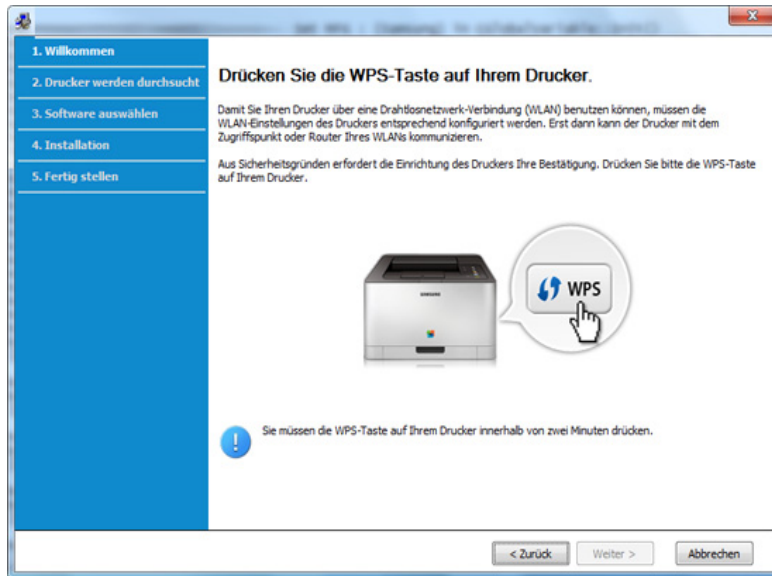 1. Willkommen
2. Drucker werden durchsucht
3. Software auswählen
4. Installation
5. Fertig stellen
Drücken Sie die WPS-Taste auf Ihrem Drucker.
Damit Sie Ihren Drucker über eine Drahtlosnetzwerk-Verbindung (WLAN) benutzen können, müssen die
WLAN-Einstellungen des Druckers entsprechend konfiguriert werden. Erst dann kann der Drucker mit dem
Zugriffspunkt oder Router Ihres WLANs kommunizieren.
Aus Sicherheitsgründen erfordert die Einrichtung des Druckers Ihre Bestätigung. Drücken Sie bitte die WPS-Taste
auf Ihrem Drucker.
SAMSUNG
WPS
Sie müssen die WPS-Taste auf Ihrem Drucker innerhalb von zwei Minuten drücken.
< Zurück
Weiter >
Abbrechen